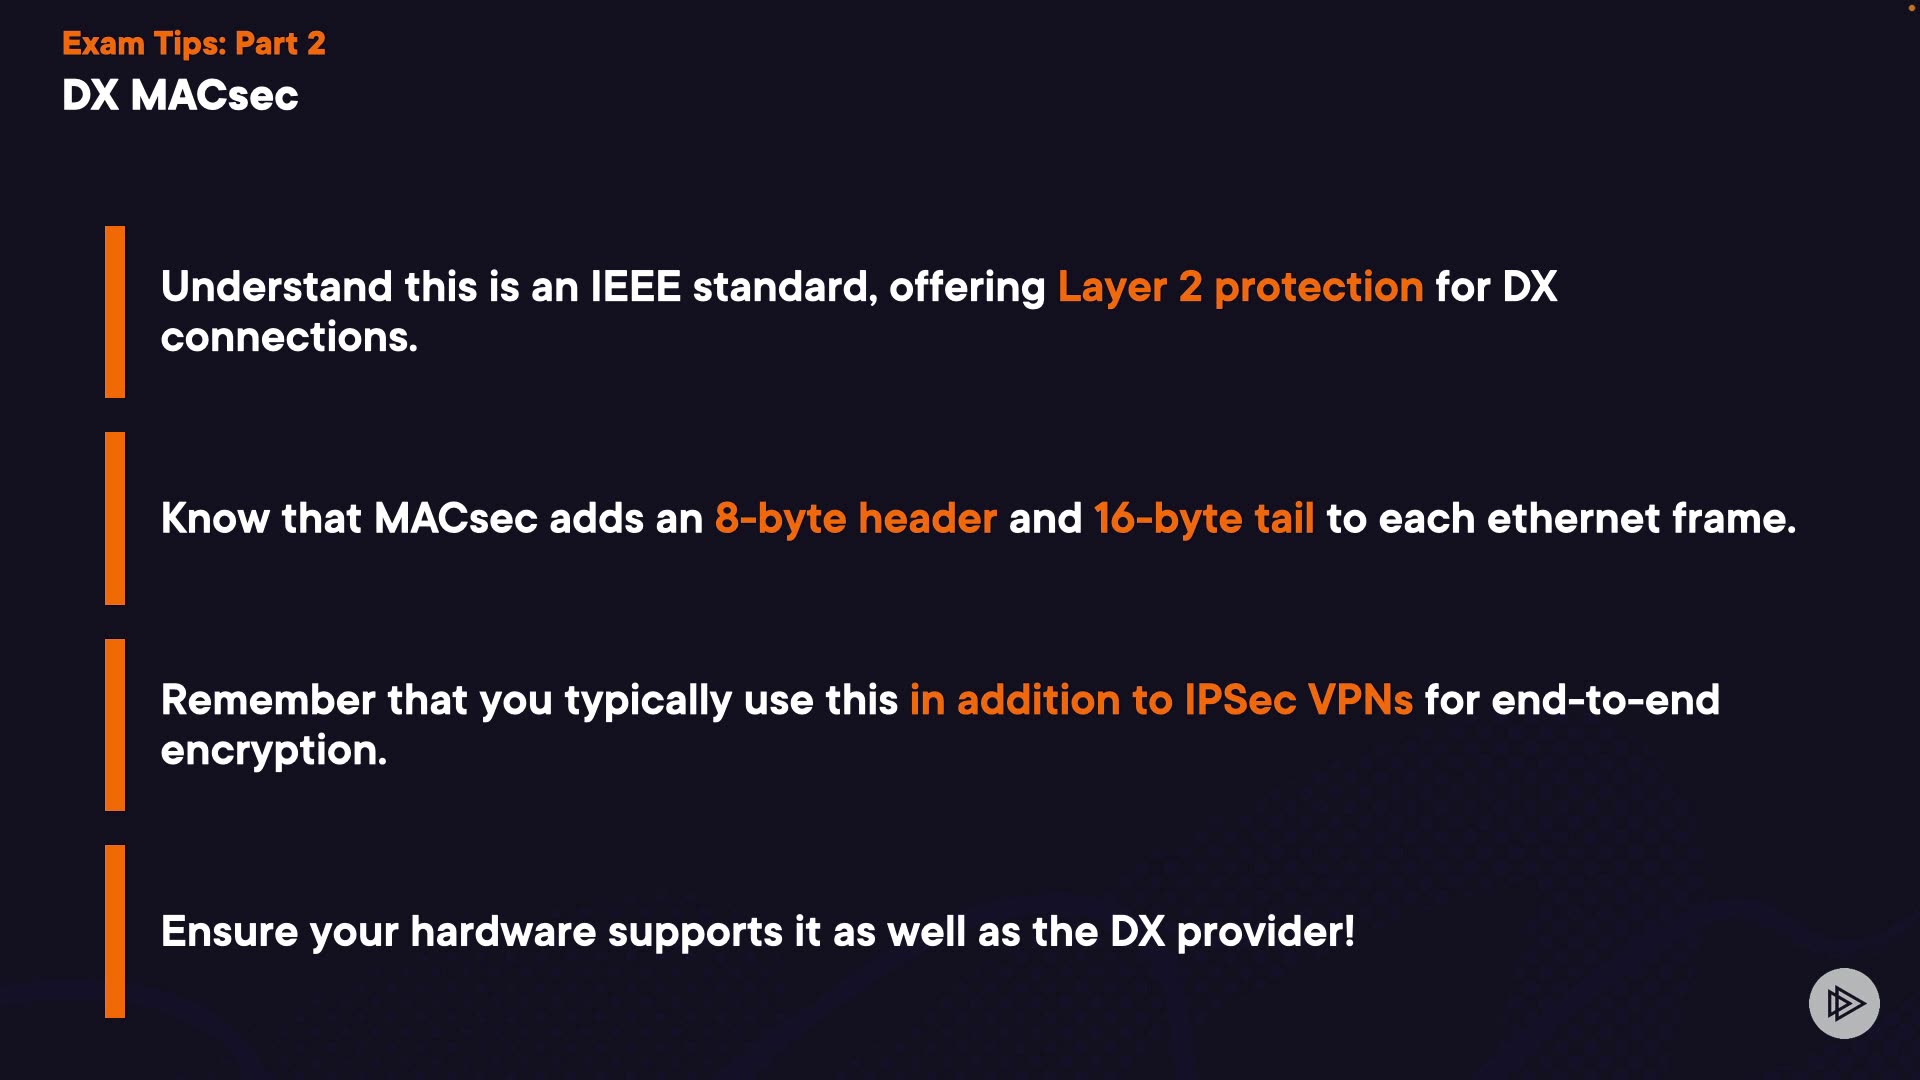 Exam Tips: Part 2
DX MACsec
Understand this is an IEEE standard, offering Layer 2 protection for DX
connections.
Know that MACsec adds an 8-byte header and 16-byte tail to each ethernet frame.
Remember that you typically use this in addition to IPSec VPNs for end-to-end
encryption.
Ensure your hardware supports it as well as the DX provider!